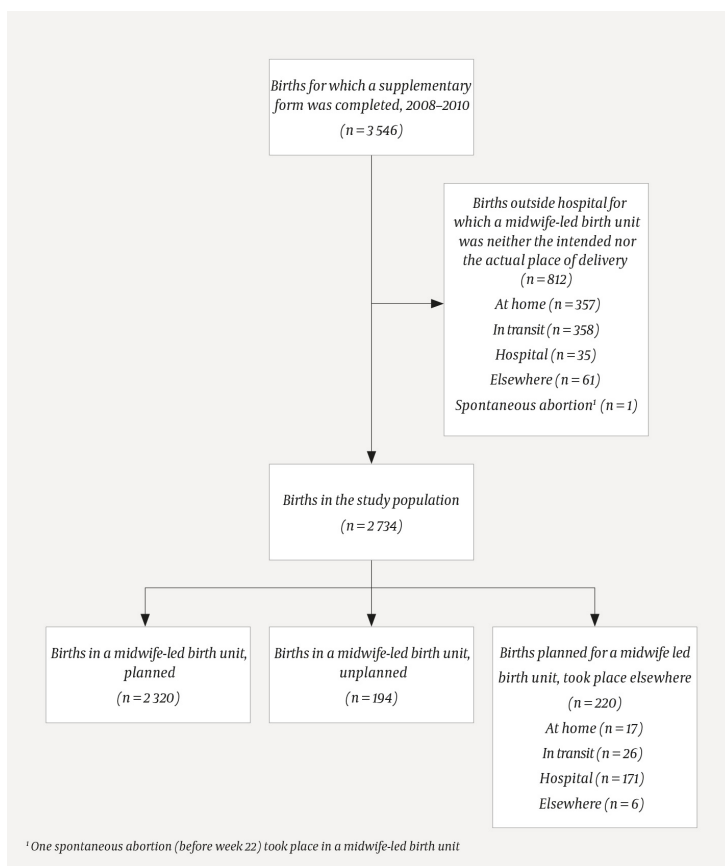 Births for which a supplementary
form was completed, 2008–2010
(n = 3 546)
Births outside hospital for
which a midwife-led birth unit
was neither the intended nor
the actual place of delivery
(n = 812)
At home (n = 357)
In transit (n = 358)
Hospital (n = 35)
Elsewhere (n = 61)
Spontaneous abortion¹ (n = 1)
Births in the study population
(n = 2 734)
Births in a midwife-led birth unit,
planned
(n = 2 320)
Births in a midwife-led birth unit,
unplanned
(n = 194)
Births planned for a midwife led
birth unit, took place elsewhere
(n = 220)
At home (n = 17)
In transit (n = 26)
Hospital (n = 171)
Elsewhere (n = 6)
¹ One spontaneous abortion (before week 22) took place in a midwife-led birth unit